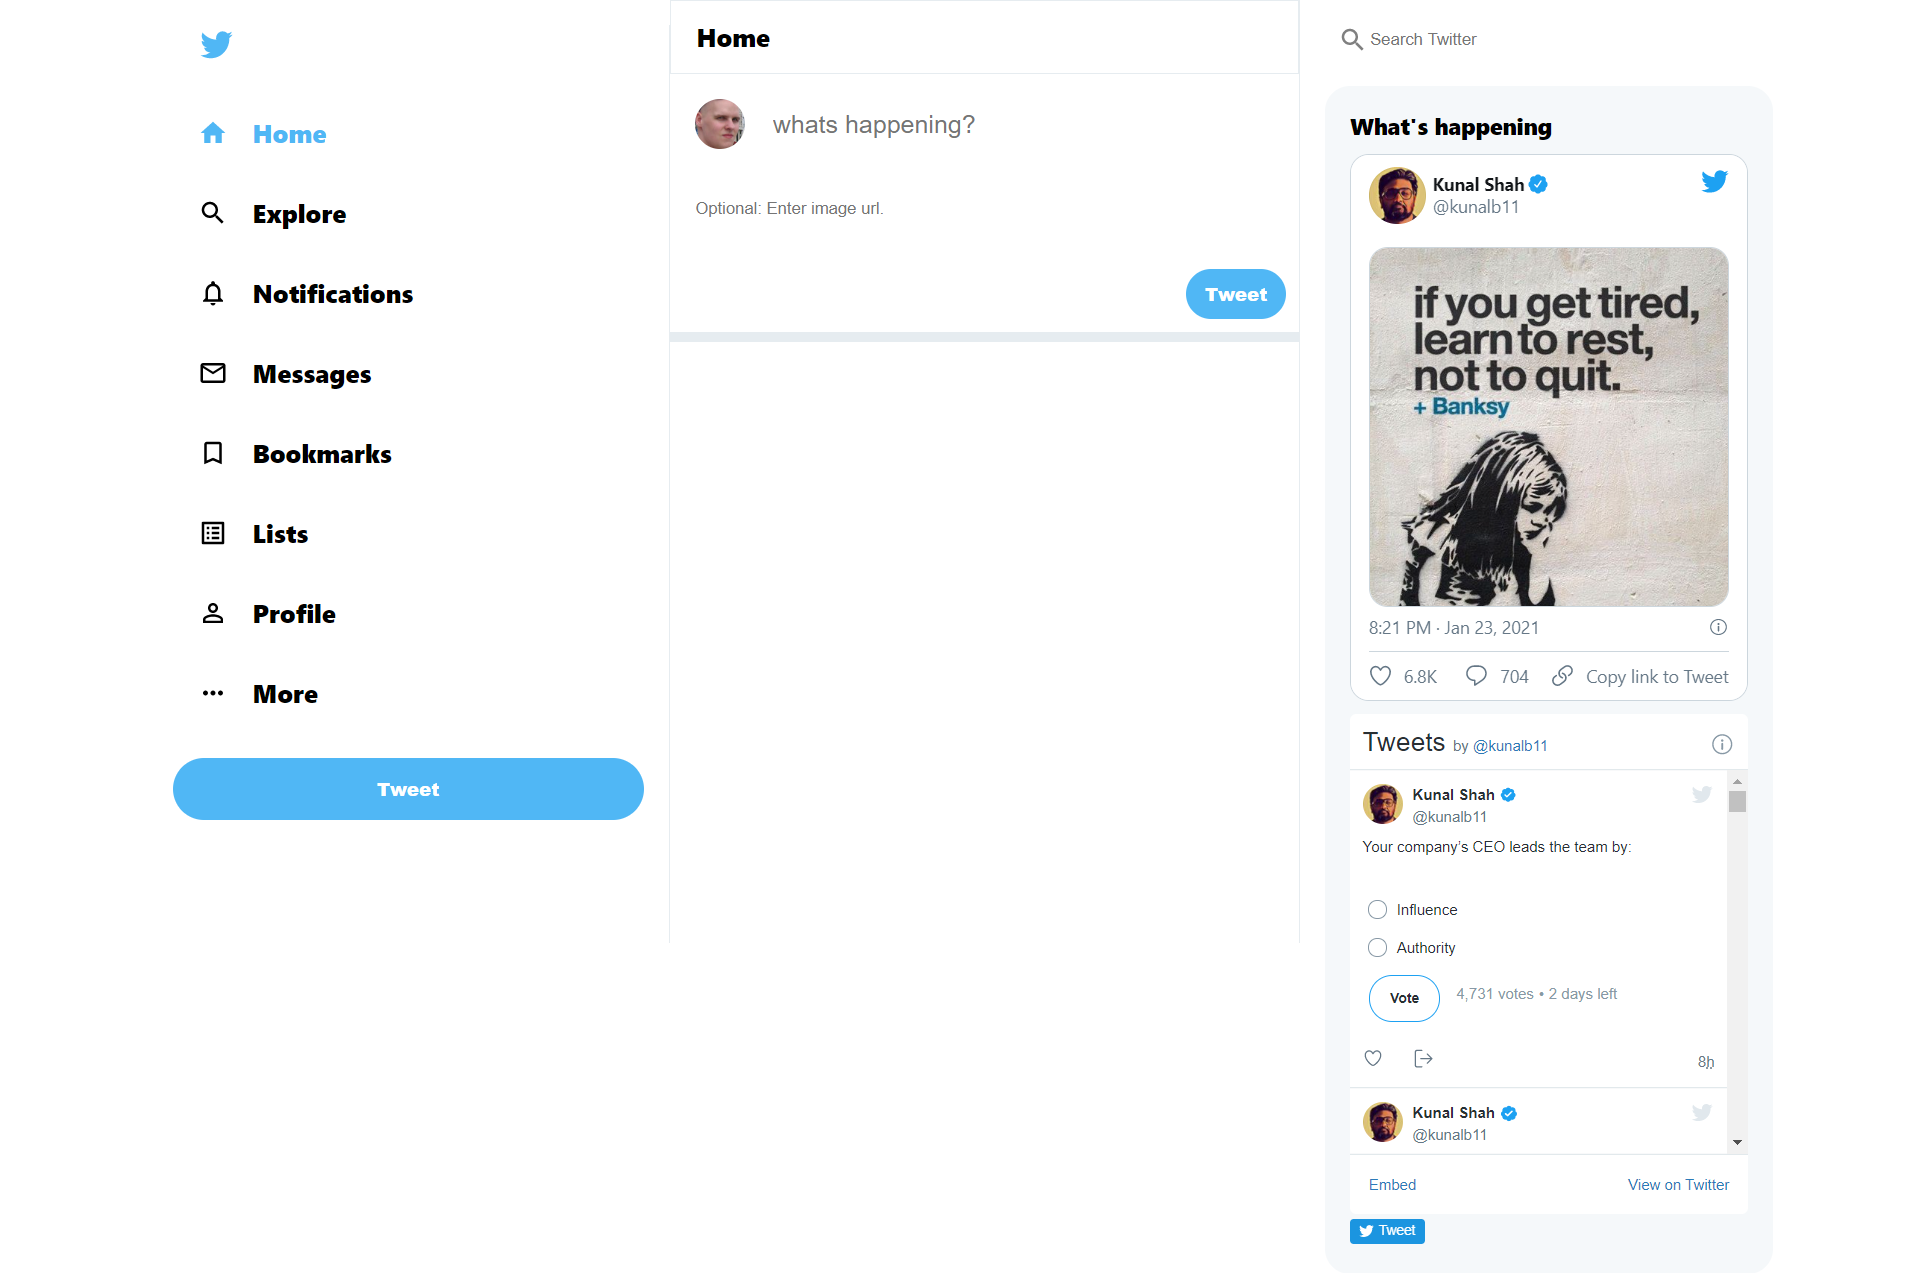 Home
Explore
Notifications
Messages
Bookmarks
Lists
Profile
More
Tweet
Home
whats happening?
Optional: Enter image url.
Tweet
Search Twitter
What's happening
Kunal Shah
@kunalb11
if you get tired,
learn to rest,
not to quit.
+ Banksy
8:21 PM · Jan 23, 2021
6.8K 704 Copy link to Tweet
Tweets by @kunalb11
Kunal Shah
@kunalb11
Your company’s CEO leads the team by:
Influence
Authority
Vote 4,731 votes • 2 days left
8h
Kunal Shah
@kunalb11
Embed View on Twitter
Tweet